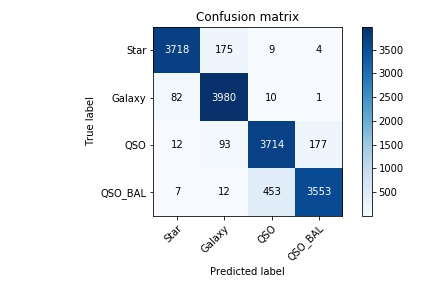 Confusion matrix
True label
Star 3718 175 9 4
Galaxy 82 3980 10 1
QSO 12 93 3714 177
QSO_BAL 7 12 453 3553
Star Galaxy QSO QSO_BAL
Predicted label
3500
3000
2500
2000
1500
1000
500